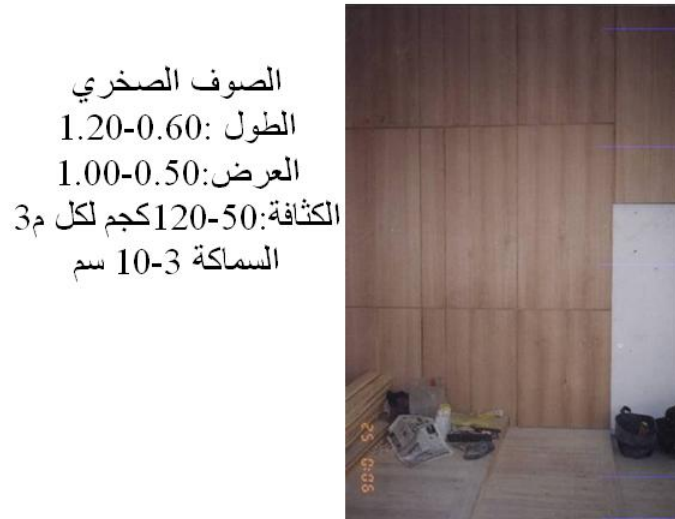 الصوف الصخري
الطول :0.60-1.20
العرض:0.50-1.00
الكثافة:50-120كجم لكل م3
السماكة 3-10 سم